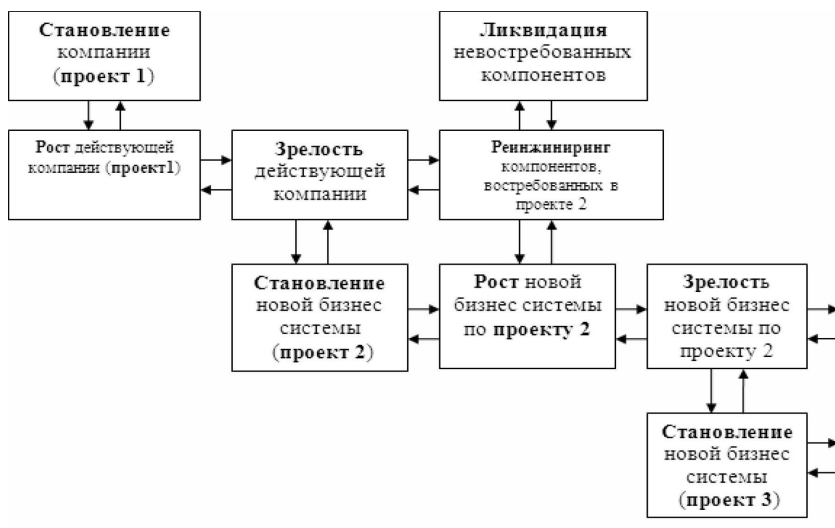 Становление
компании
(проект 1)
Ликвидация
невостребованных
компонентов
Рост действующей
компании (проект1)
Зрелость
действующей
компании
Реинжиниринг
компонентов,
востребованных в
проекте 2
Становление
новой бизнес
системы
(проект 2)
Рост новой
бизнес системы
по проекту 2
Зрелость
новой бизнес
системы по
проекту 2
Становление
новой бизнес
системы
(проект 3)